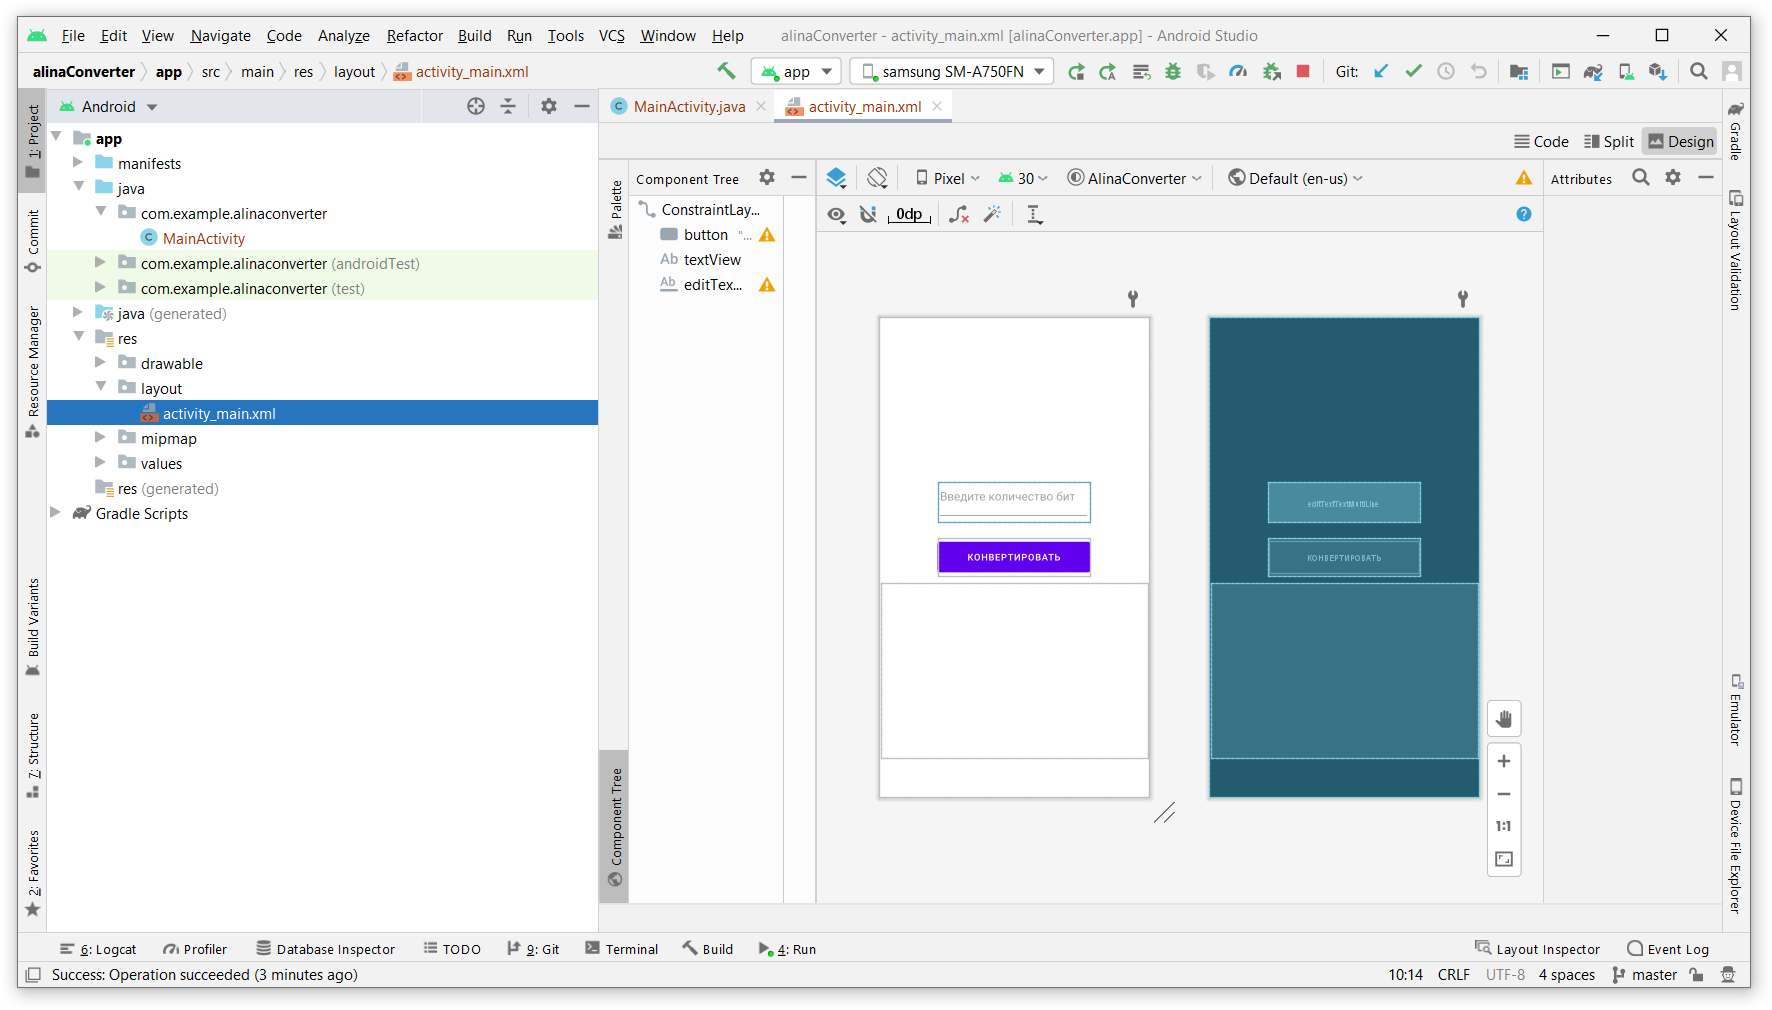 File Edit View Navigate Code Analyze Refactor Build Run Tools VCS Window Help alinaConverter - activity_main.xml [alinaConverter.app] - Android Studio
alinaConverter app src main res layout activity_main.xml app samsung SM-A750FN Git:
Android
MainActivity.java activity_main.xml
Code Split Design
1: Project
Commit
Resource Manager
Build Variants
7: Structure
2: Favorites
app
manifests
java
com.example.alinaconverter
C MainActivity
com.example.alinaconverter (androidTest)
com.example.alinaconverter (test)
java (generated)
res
drawable
layout
activity_main.xml
mipmap
values
res (generated)
Gradle Scripts
Palette
Component Tree
Component Tree
ConstraintLay...
button "...
Ab textView
Ab editTex...
Pixel 30 AlinaConverter Default (en-us)
0dp
?
Attributes
Введите количество бит
КОНВЕРТИРОВАТЬ
editTextTextMultiLine
КОНВЕРТИРОВАТЬ
1:1
Gradle
Layout Validation
Emulator
Device File Explorer
6: Logcat Profiler Database Inspector TODO 9: Git Terminal Build 4: Run Layout Inspector Event Log
Success: Operation succeeded (3 minutes ago) 10:14 CRLF UTF-8 4 spaces master